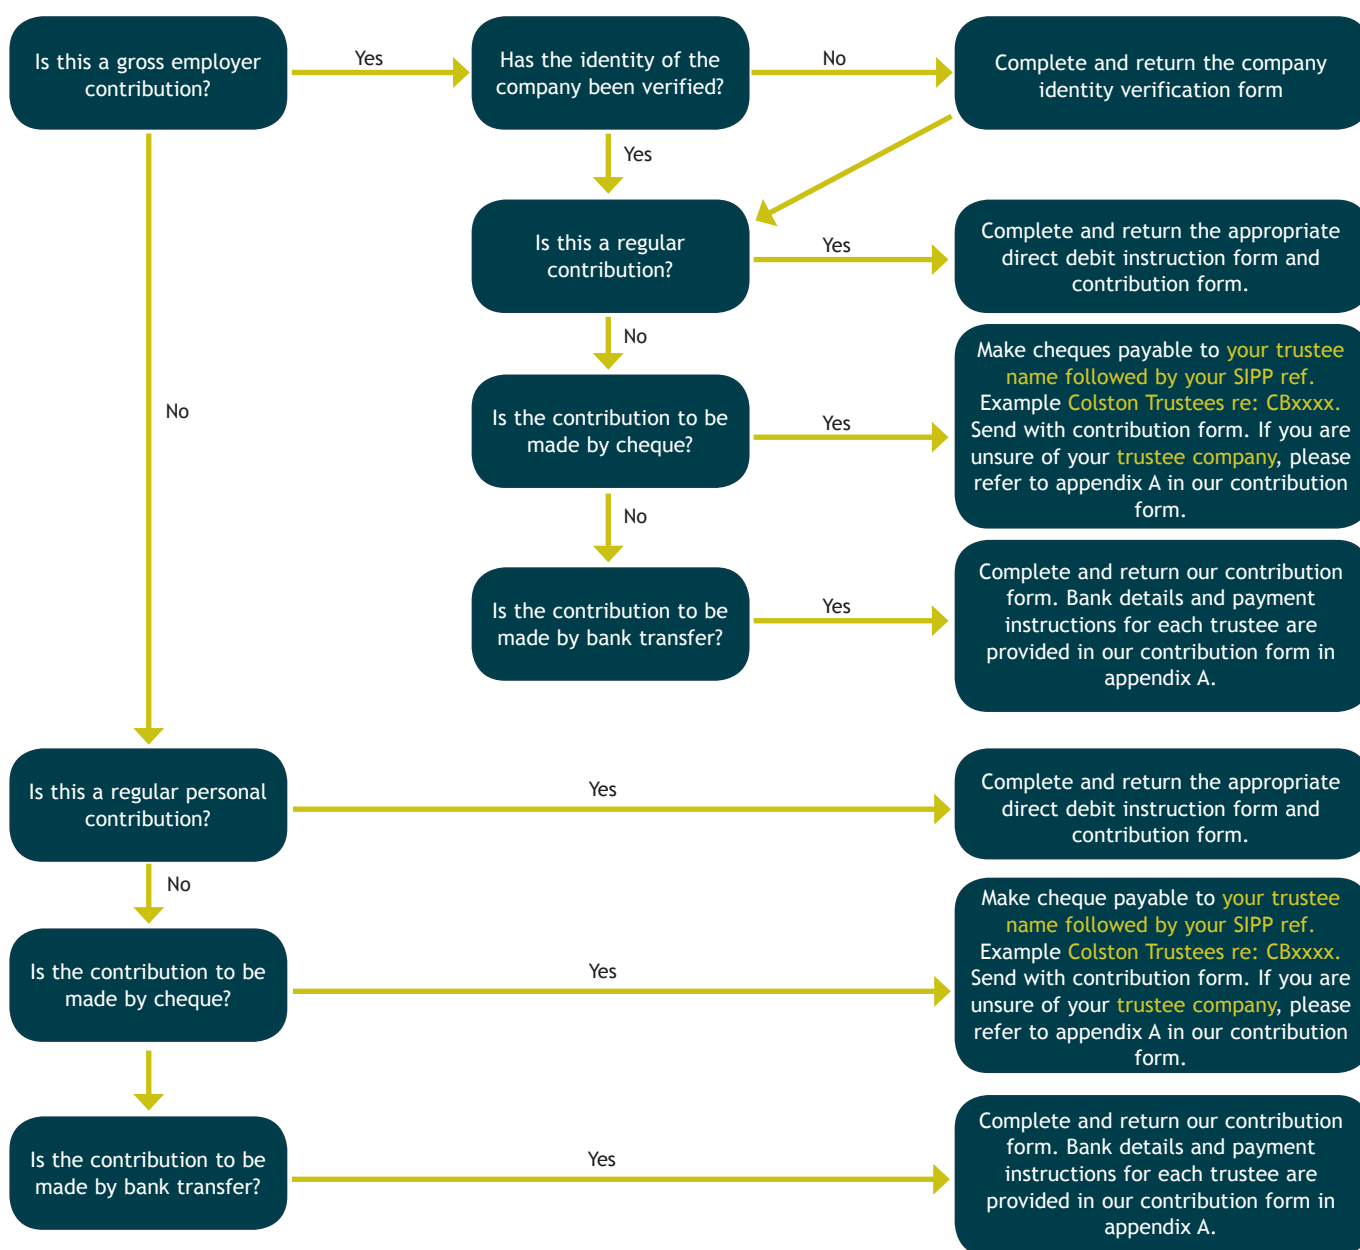 Is this a gross employer
contribution?
Yes
Has the identity of the
company been verified?
No
Complete and return the company
identity verification form
Yes
Is this a regular
contribution?
Yes
Complete and return the appropriate
direct debit instruction form and
contribution form.
No
No
Is the contribution to be
made by cheque?
Yes
Make cheques payable to your trustee
name followed by your SIPP ref.
Example Colston Trustees re: CBxxxx.
Send with contribution form. If you are
unsure of your trustee company, please
refer to appendix A in our contribution
form.
No
Is the contribution to be
made by bank transfer?
Yes
Complete and return our contribution
form. Bank details and payment
instructions for each trustee are
provided in our contribution form in
appendix A.
Is this a regular personal
contribution?
Yes
Complete and return the appropriate
direct debit instruction form and
contribution form.
No
Is the contribution to be
made by cheque?
Yes
Make cheque payable to your trustee
name followed by your SIPP ref.
Example Colston Trustees re: CBxxxx.
Send with contribution form. If you are
unsure of your trustee company, please
refer to appendix A in our contribution
form.
Is the contribution to be
made by bank transfer?
Yes
Complete and return our contribution
form. Bank details and payment
instructions for each trustee are
provided in our contribution form in
appendix A.